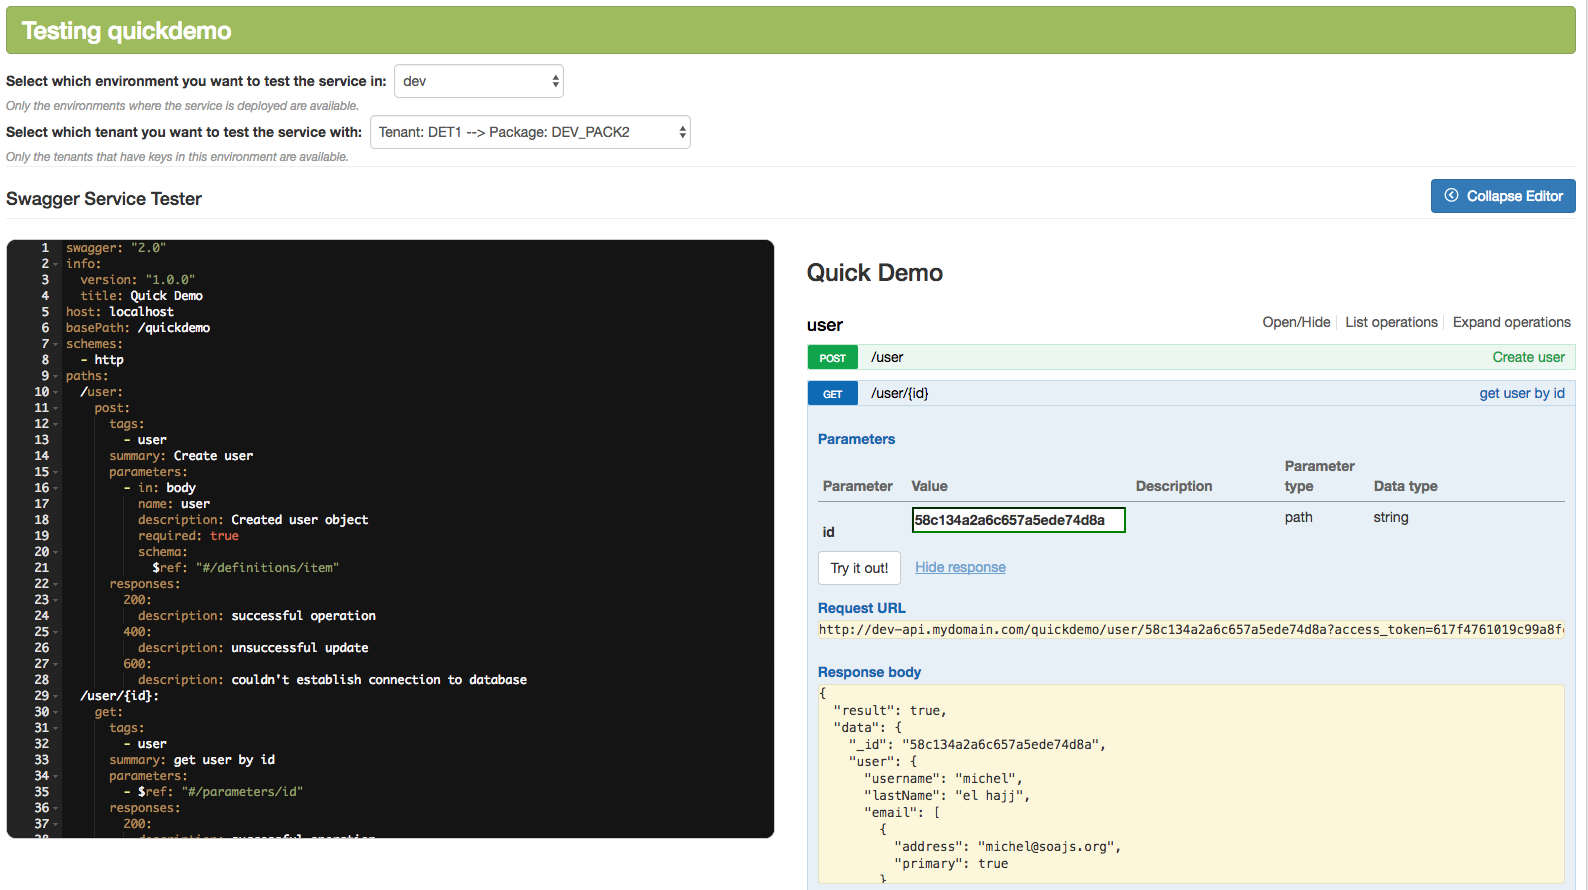 Testing quickdemo
Select which environment you want to test the service in: dev
Only the environments where the service is deployed are available.
Select which tenant you want to test the service with: Tenant: DET1 --> Package: DEV_PACK2
Only the tenants that have keys in this environment are available.
Swagger Service Tester
Collapse Editor
1 swagger: "2.0"
2 info:
3 version: "1.0.0"
4 title: Quick Demo
5 host: localhost
6 basePath: /quickdemo
7 schemes:
8 - http
9 paths:
10 /user:
11 post:
12 tags:
13 - user
14 summary: Create user
15 parameters:
16 - in: body
17 name: user
18 description: Created user object
19 required: true
20 schema:
21 $ref: "#/definitions/item"
22 responses:
23 200:
24 description: successful operation
25 400:
26 description: unsuccessful update
27 600:
28 description: couldn't establish connection to database
29 /user/{id}:
30 get:
31 tags:
32 - user
33 summary: get user by id
34 parameters:
35 - $ref: "#/parameters/id"
36 responses:
37 200:
38 description: successful operation
Quick Demo
user
Open/Hide
List operations
Expand operations
POST /user Create user
GET /user/{id} get user by id
Parameters
Parameter Value Description Parameter type Data type
id 58c134a2a6c657a5ede74d8a path string
Try it out! Hide response
Request URL
http://dev-api.mydomain.com/quickdemo/user/58c134a2a6c657a5ede74d8a?access_token=617f4761019c99a8f
Response body
{
"result": true,
"data": {
"_id": "58c134a2a6c657a5ede74d8a",
"user": {
"username": "michel",
"lastName": "el hajj",
"email": [
{
"address": "michel@soajs.org",
"primary": true
}